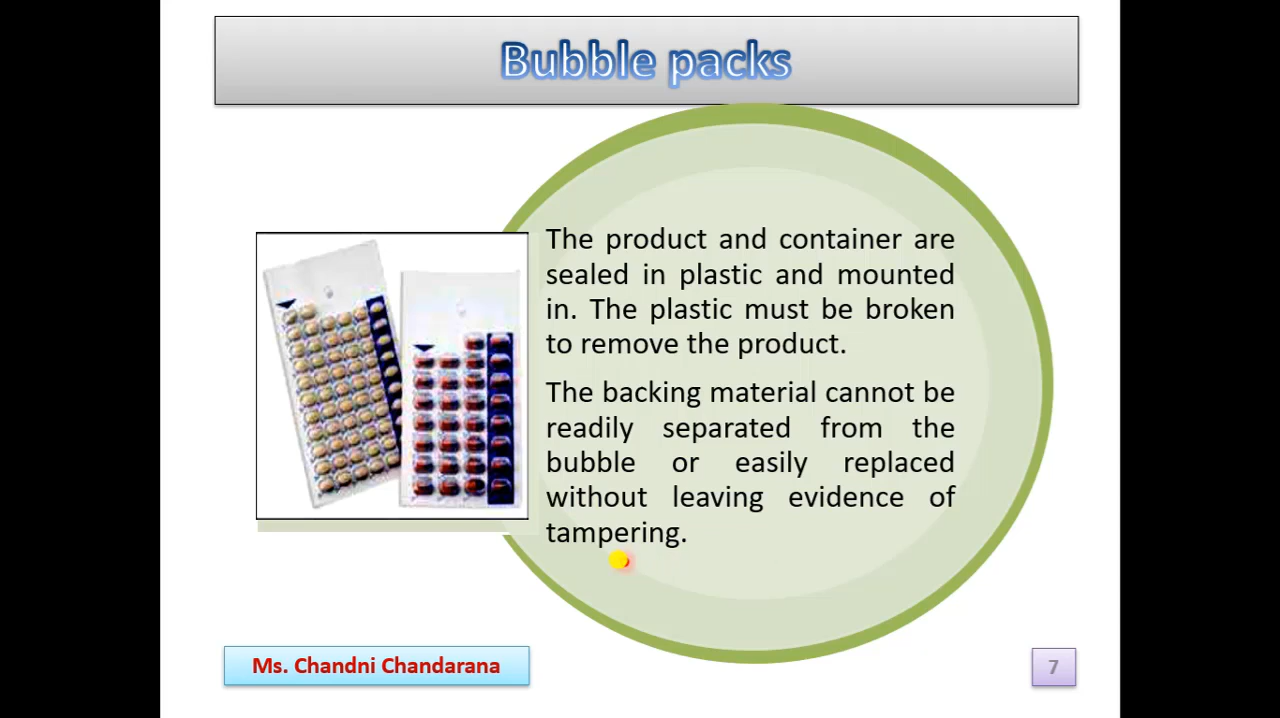 Bubble packs
The product and container are
sealed in plastic and mounted
in. The plastic must be broken
to remove the product.
The backing material cannot be
readily separated from the
bubble or easily replaced
without leaving evidence of
tampering.
Ms. Chandni Chandarana
7